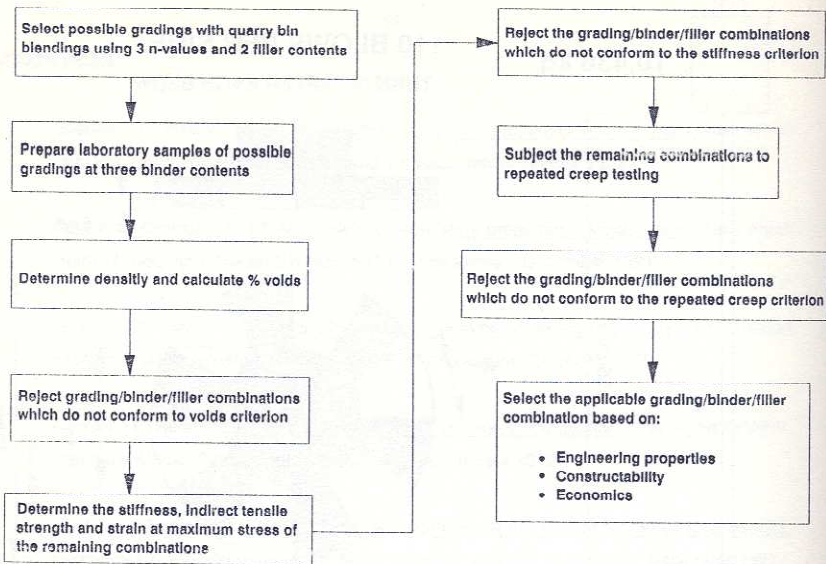 Select possible gradings with quarry bin
blendings using 3 n-values and 2 filler contents
Prepare laboratory samples of possible
gradings at three binder contents
Determine densitiy and calculate % voids
Reject grading/binder/filler combinations
which do not conform to voids criterion
Determine the stiffness, indirect tensile
strength and strain at maximum stress of
the remaining combinations
Reject the grading/binder/filler combinations
which do not conform to the stiffness criterion
Subject the remaining combinations to
repeated creep testing
Reject the grading/binder/filler combinations
which do not conform to the repeated creep criterion
Select the applicable grading/binder/filler
combination based on:
• Engineering properties
• Constructability
• Economics